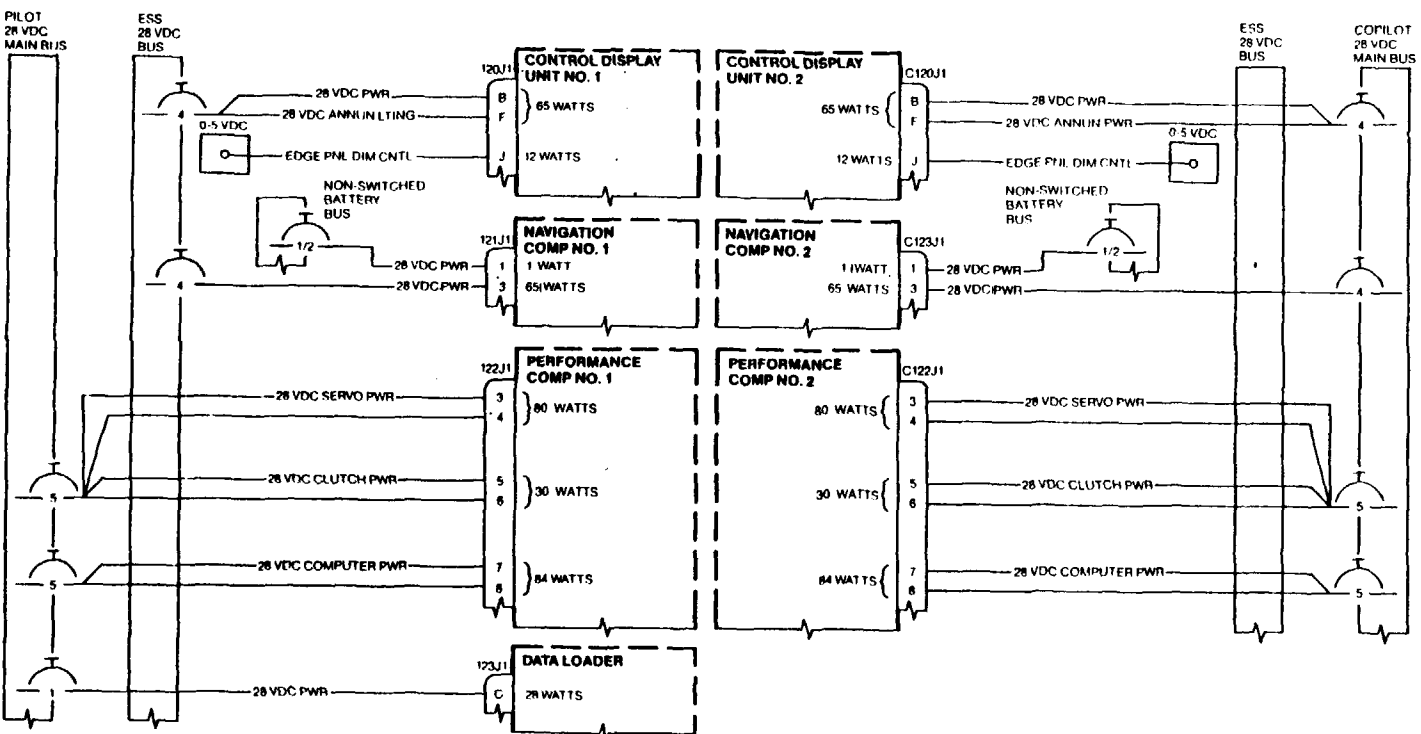 PILOT
28 VDC
MAIN BUS
ESS
28 VDC
BUS
ESS
28 VDC
BUS
COPILOT
28 VDC
MAIN BUS
120J1
CONTROL DISPLAY
UNIT NO. 1
CONTROL DISPLAY
UNIT NO. 2
C120J1
28 VDC PWR
B
65 WATTS
65 WATTS
B
28 VDC PWR
4
28 VDC ANNUN LTING
F
F
28 VDC ANNUN PWR
4
0-5 VDC
EDGE PNL DIM CNTL
J
12 WATTS
12 WATTS
J
EDGE PNL DIM CNTL
0-5 VDC
NON-SWITCHED
BATTERY
BUS
NON-SWITCHED
BATTERY
BUS
121J1
NAVIGATION
COMP NO. 1
NAVIGATION
COMP NO. 2
C123J1
1/2
28 VDC PWR
1
1 WATT
1 WATT
1
28 VDC PWR
1/2
4
28 VDC PWR
3
65 WATTS
65 WATTS
3
28 VDC PWR
4
122J1
PERFORMANCE
COMP NO. 1
PERFORMANCE
COMP NO. 2
C122J1
28 VDC SERVO PWR
3
4
80 WATTS
80 WATTS
3
4
28 VDC SERVO PWR
5
28 VDC CLUTCH PWR
5
6
30 WATTS
30 WATTS
5
6
28 VDC CLUTCH PWR
5
5
28 VDC COMPUTER PWR
7
8
84 WATTS
84 WATTS
7
8
28 VDC COMPUTER PWR
5
123J1
DATA LOADER
1
28 VDC PWR
C
28 WATTS